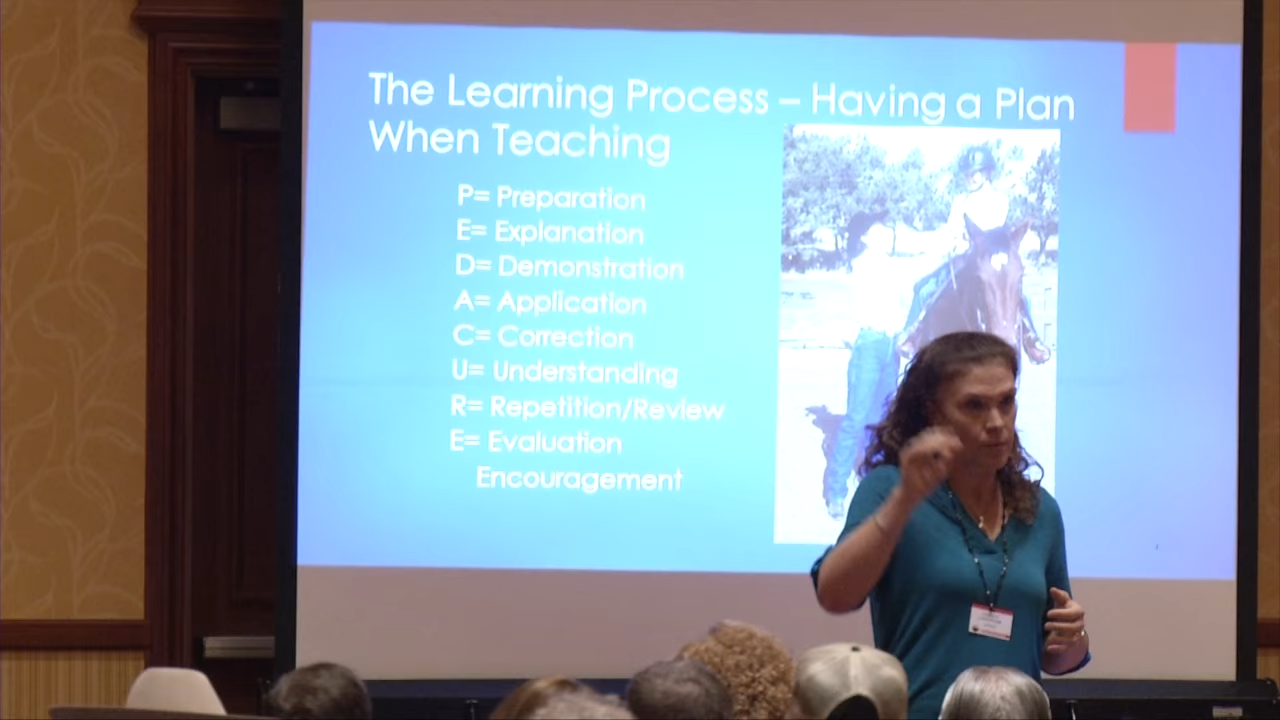 The Learning Process – Having a Plan
When Teaching
P= Preparation
E= Explanation
D= Demonstration
A= Application
C= Correction
U= Understanding
R= Repetition/Review
E= Evaluation
Encouragement